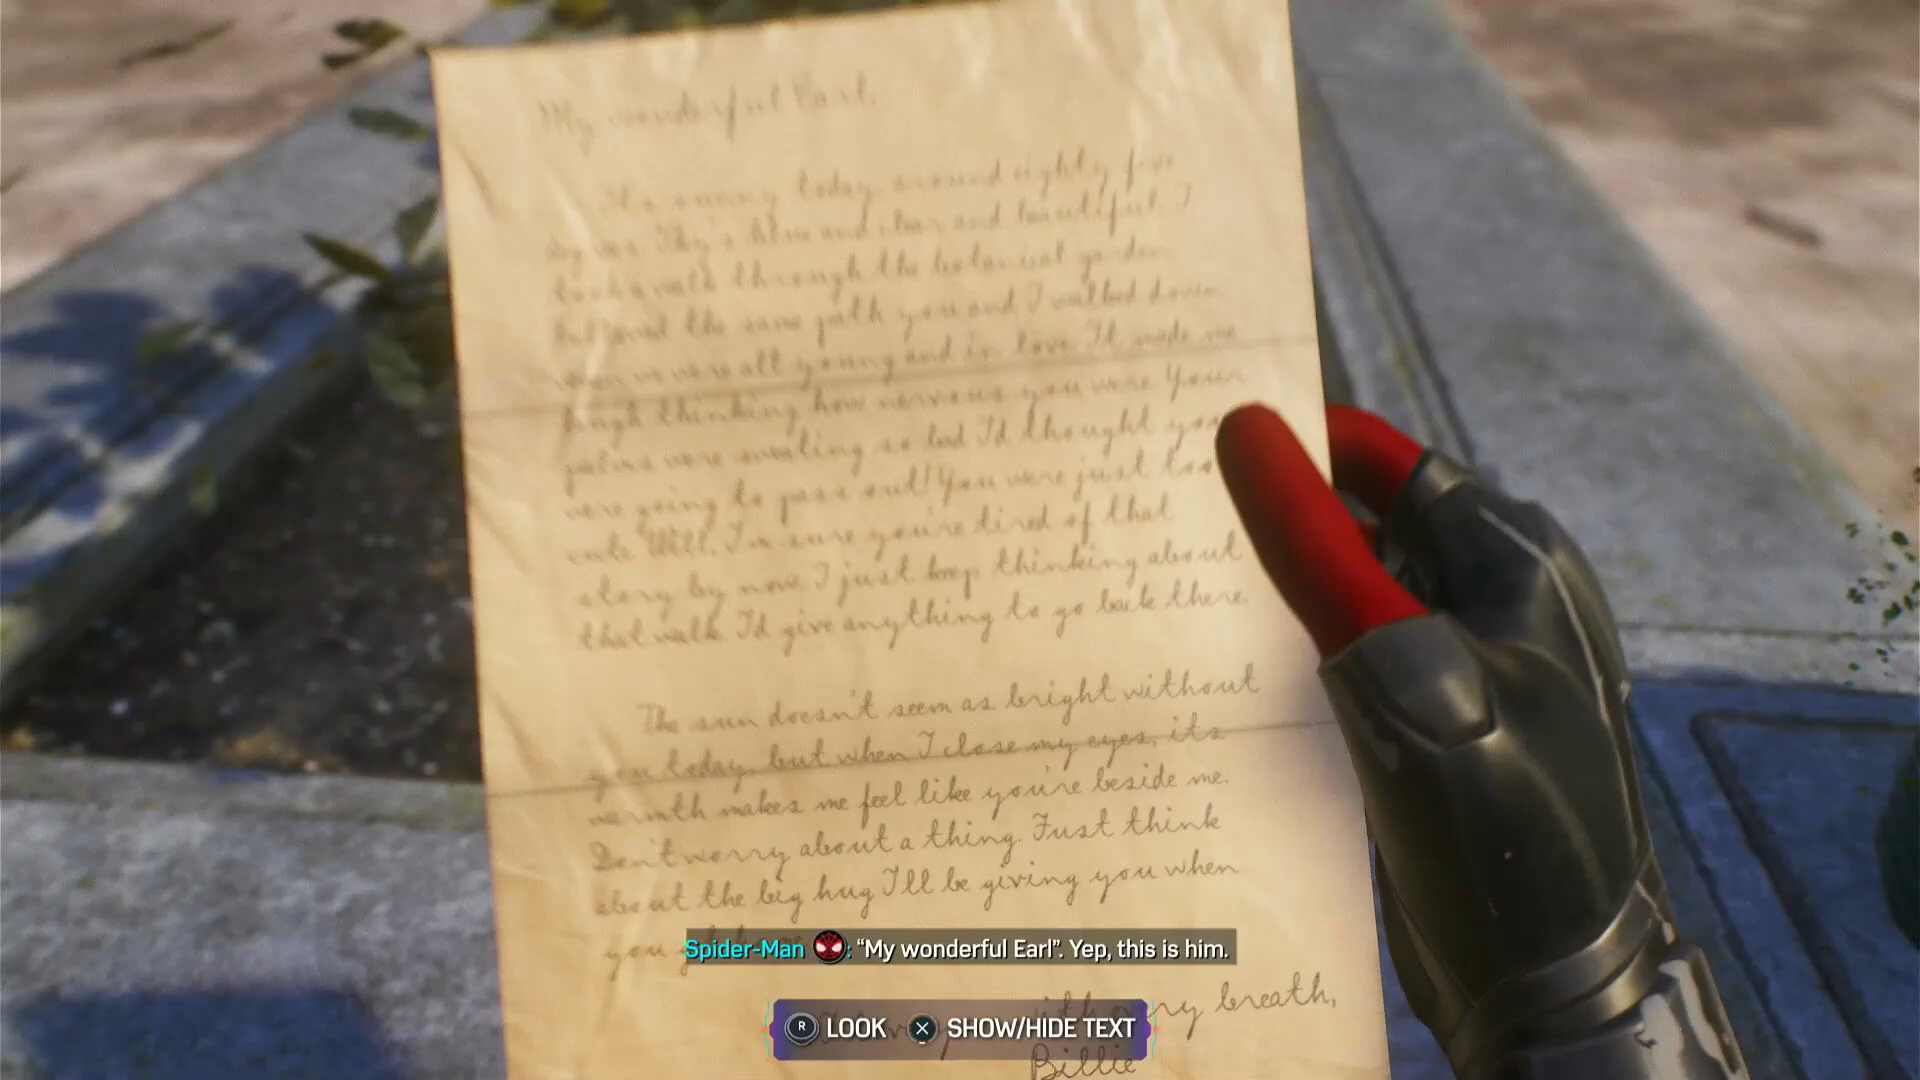 My wonderful Earl,
It's sunny today, around eighty five
degrees. Sky's blue and clear and beautiful. I
took a walk through the botanical garden.
followed the same path you and I walked down
when we were all young and in love. It made me
laugh thinking how nervous you were. Your
palms were sweating so bad I'd thought you
were going to pass out! You were just too
cute. Well, I'm sure you're tired of that
story by now. I just keep thinking about
that walk. I'd give anything to go back there.
The sun doesn't seem as bright without
you today, but when I close my eyes, its
warmth makes me feel like you're beside me.
Don't worry about a thing. Just think
about the big hug I'll be giving you when
you
Spider-Man : “My wonderful Earl”. Yep, this is him.
breath,
R LOOK SHOW/HIDE TEXT
Billie